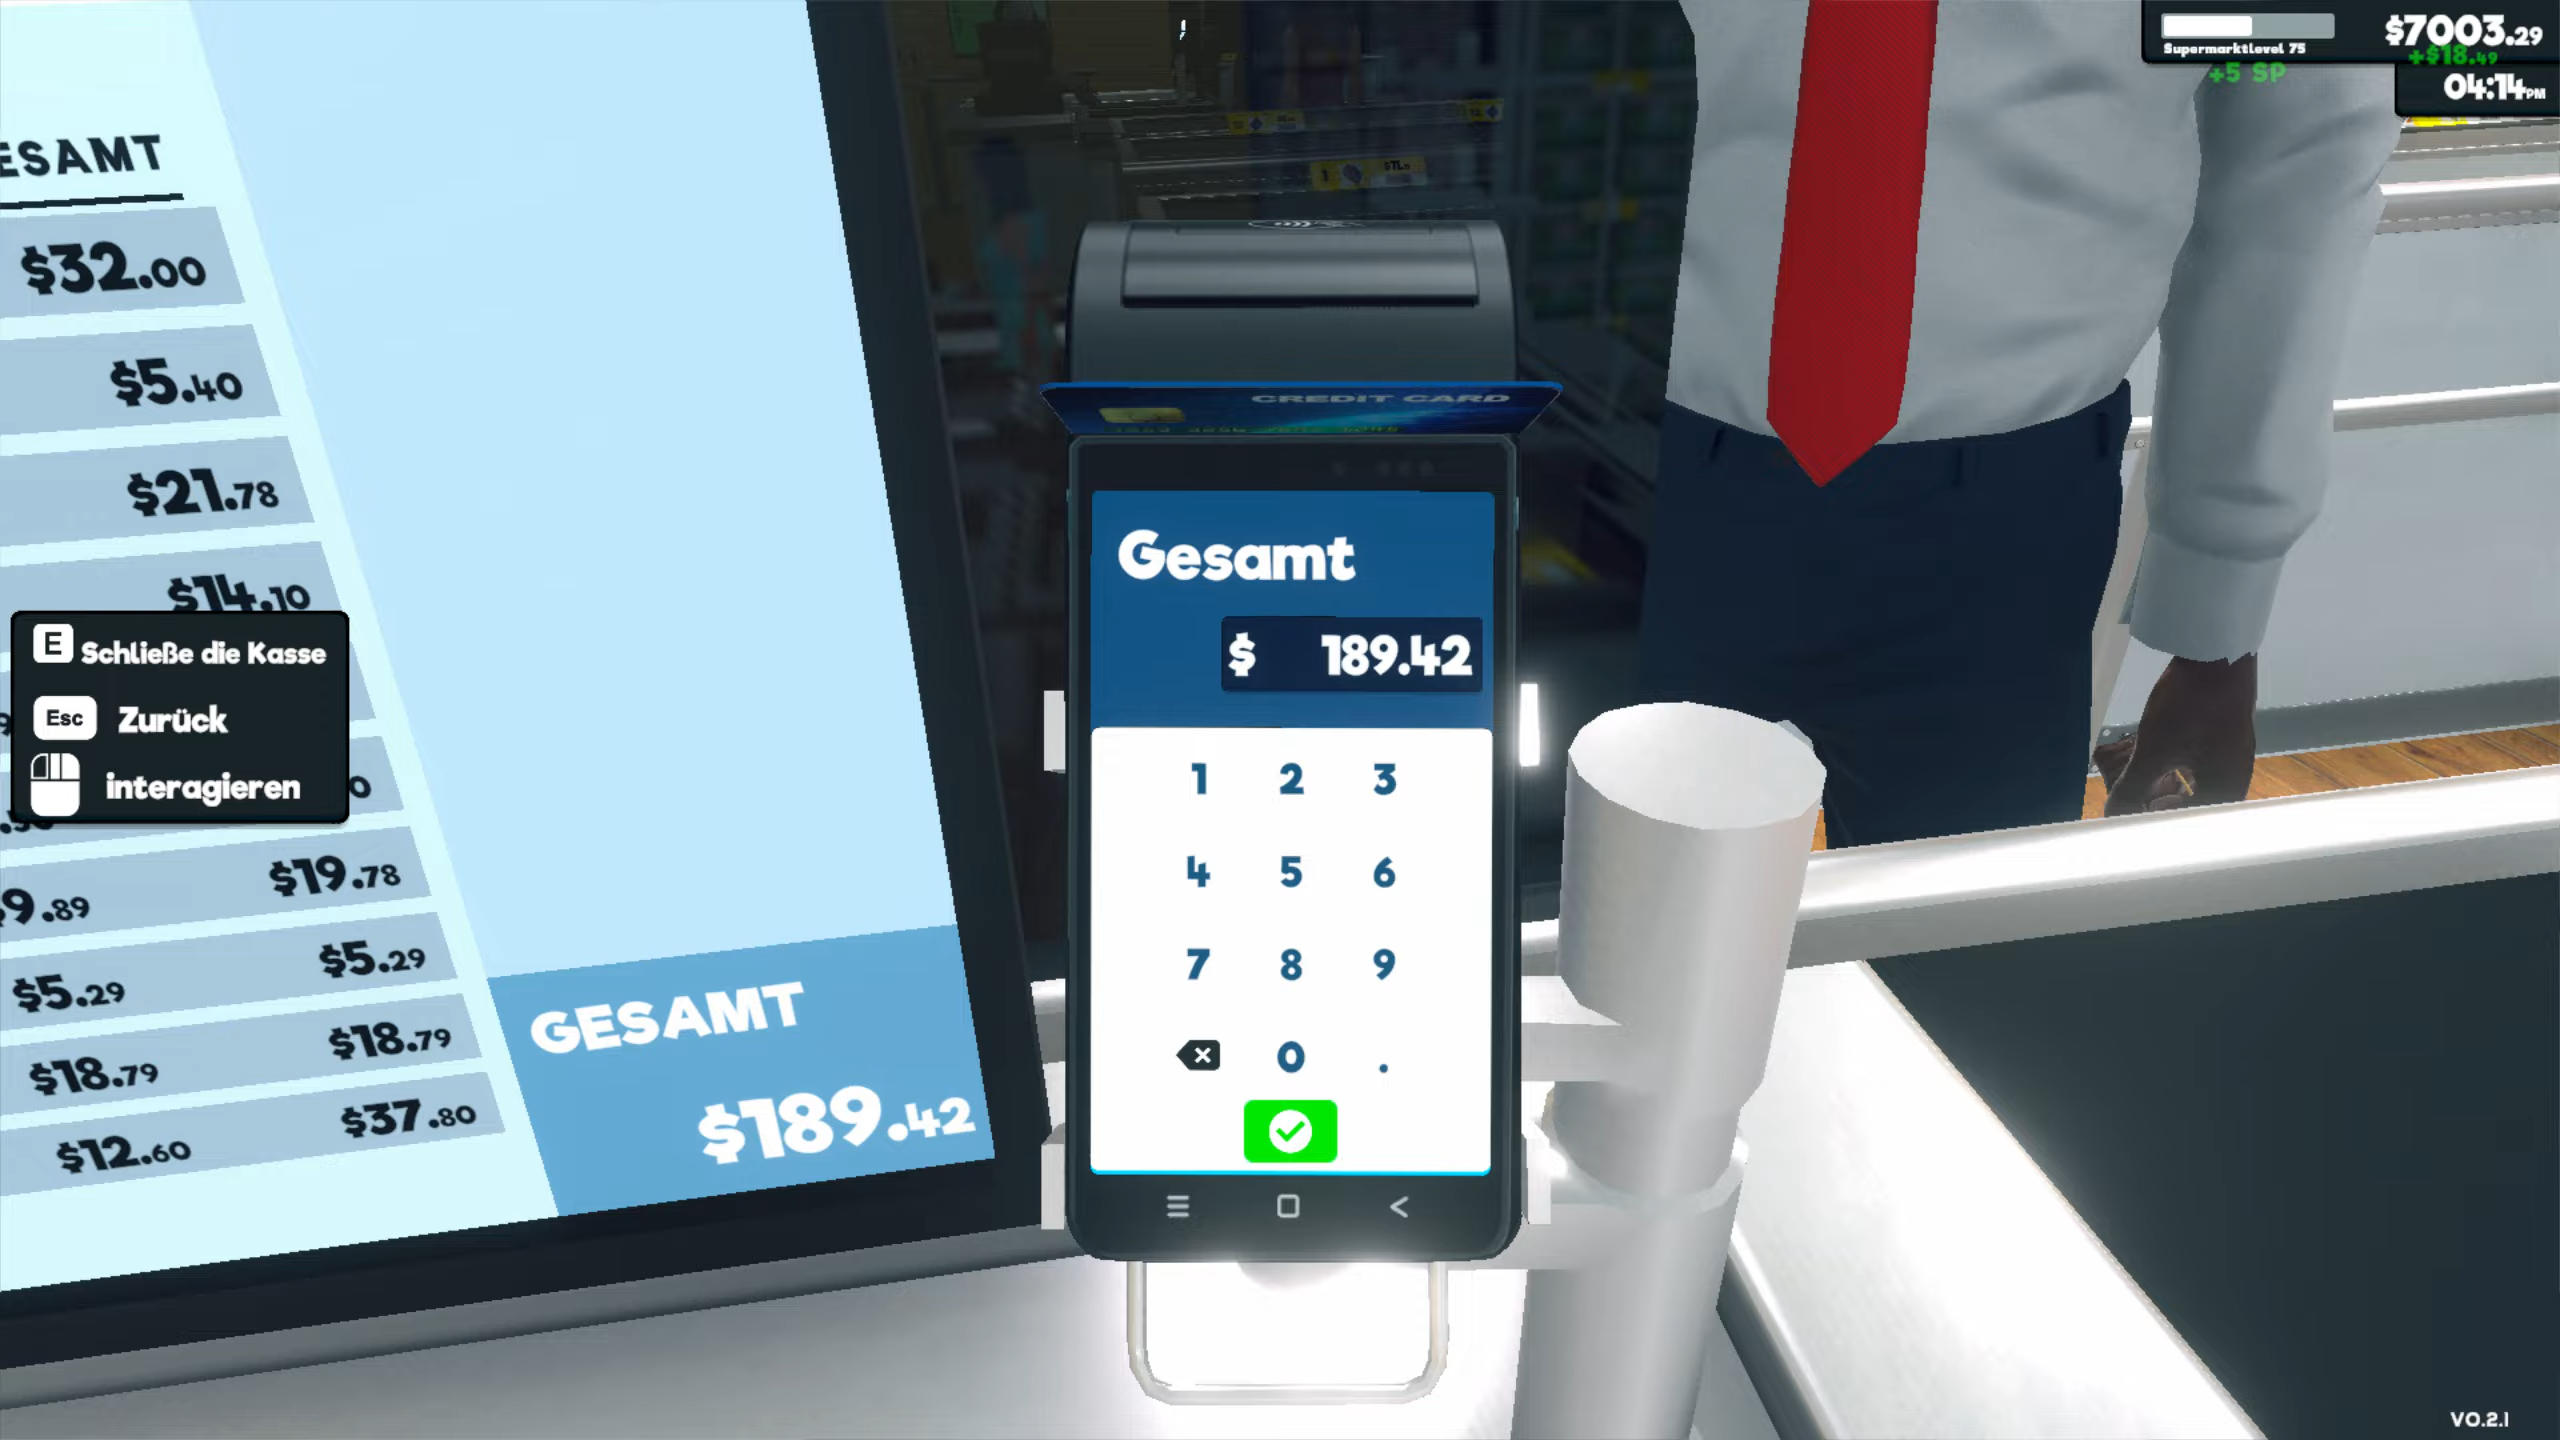 $7003.29
Supermarktlevel 75
+$18.49
+5 SP
04:14PM
ESAMT
$32.00
$5.40
$21.78
$14.10
$19.78
9.89
$5.29
$5.29
$18.79
$18.79
$37.80
$12.60
GESAMT
$189.42
E Schließe die Kasse
Esc Zurück
interagieren
CREDIT CARD
Gesamt
$ 189.42
1 2 3
4 5 6
7 8 9
0 .
V0.2.1